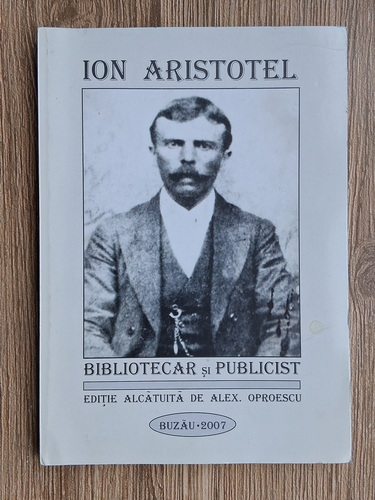 ION ARISTOTEL
BIBLIOTECAR și PUBLICIST
EDIȚIE ALCĂTUITĂ DE ALEX. OPROESCU
BUZĂU • 2007